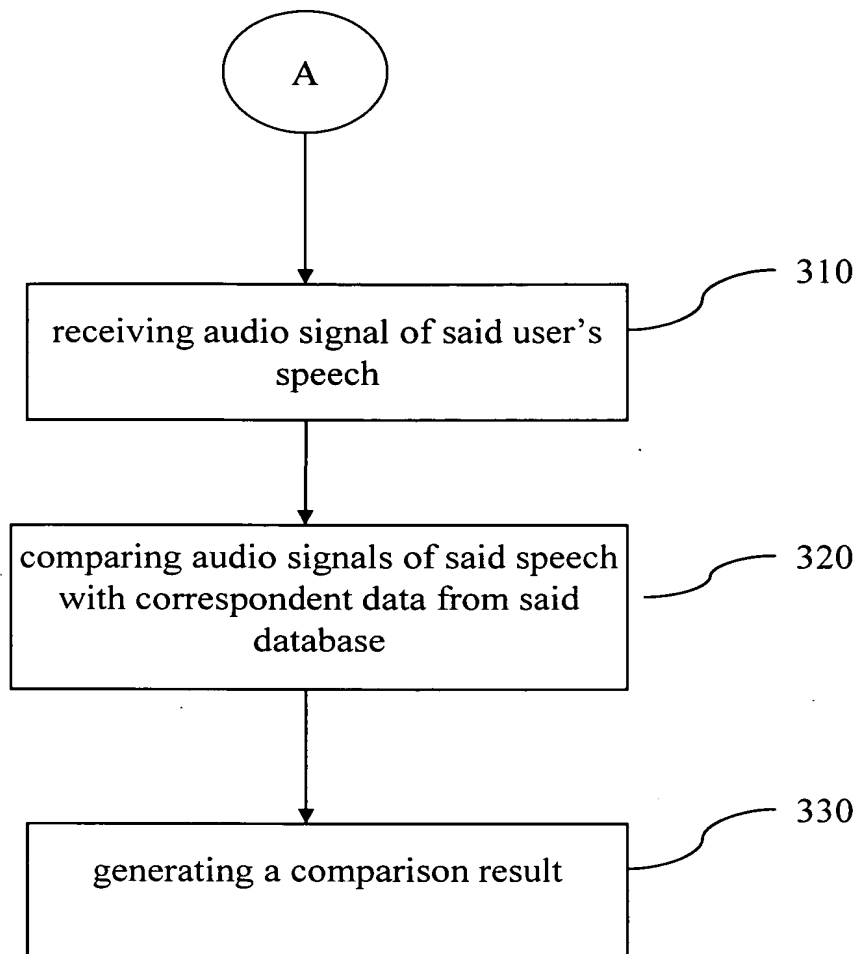 A
310
receiving audio signal of said user's
speech
320
comparing audio signals of said speech
with correspondent data from said
database
330
generating a comparison result